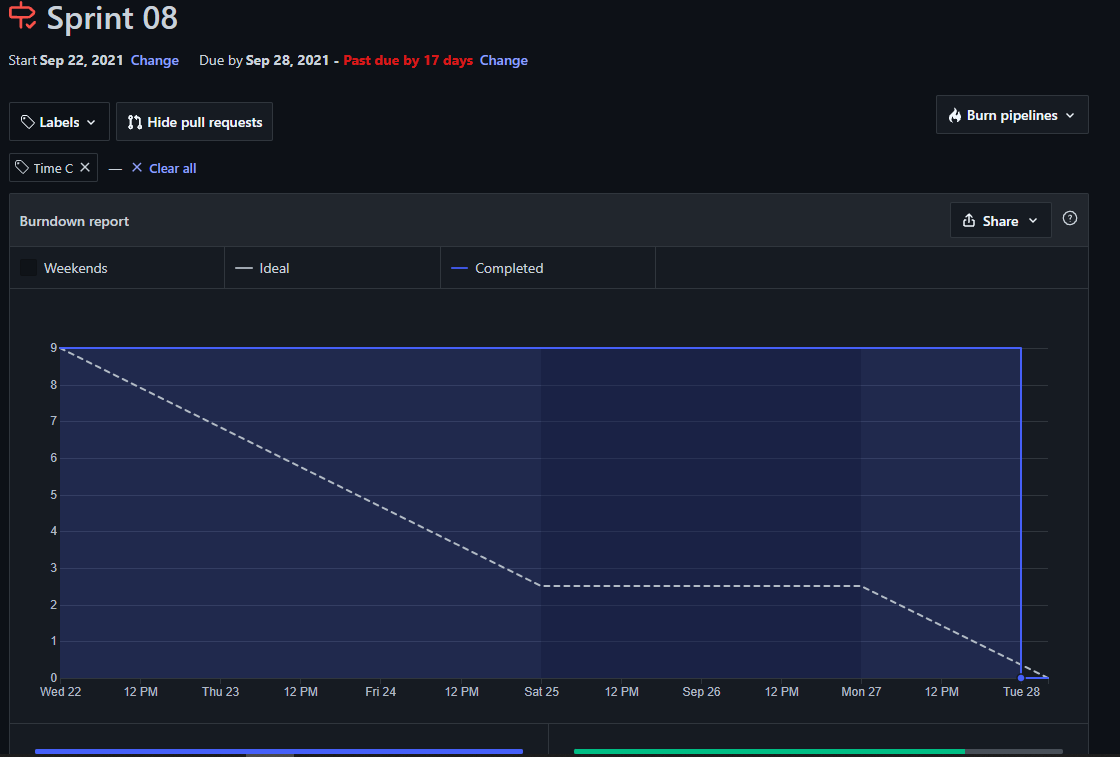 Sprint 08
Start Sep 22, 2021 Change Due by Sep 28, 2021 - Past due by 17 days Change
Labels Hide pull requests Burn pipelines
Time C — Clear all
Burndown report Share
Weekends Ideal Completed
9
8
7
6
5
4
3
2
1
0
Wed 22 12 PM Thu 23 12 PM Fri 24 12 PM Sat 25 12 PM Sep 26 12 PM Mon 27 12 PM Tue 28